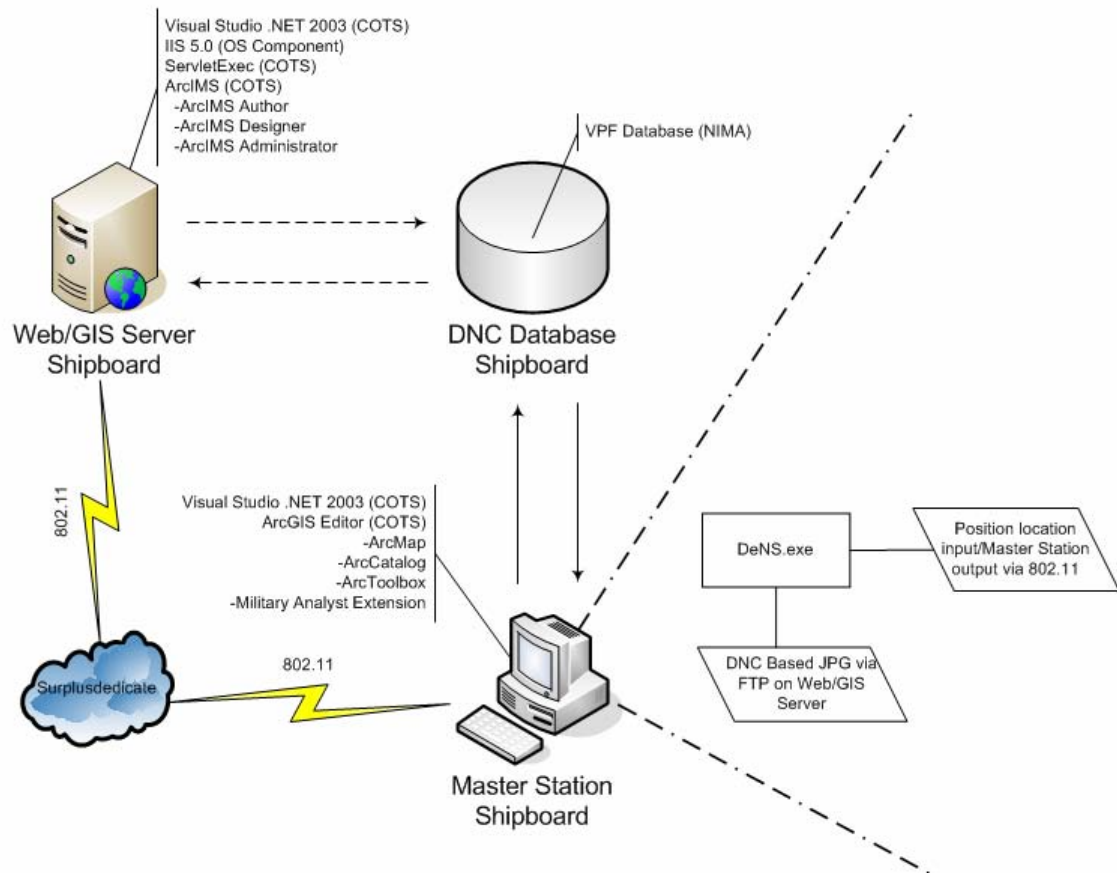 Visual Studio .NET 2003 (COTS)
IIS 5.0 (OS Component)
ServletExec (COTS)
ArcIMS (COTS)
-ArcIMS Author
-ArcIMS Designer
-ArcIMS Administrator
VPF Database (NIMA)
Web/GIS Server
Shipboard
DNC Database
Shipboard
802.11
Visual Studio .NET 2003 (COTS)
ArcGIS Editor (COTS)
-ArcMap
-ArcCatalog
-ArcToolbox
-Military Analyst Extension
DeNS.exe
Position location
input/Master Station
output via 802.11
DNC Based JPG via
FTP on Web/GIS
Server
Surplusdedicate
802.11
Master Station
Shipboard